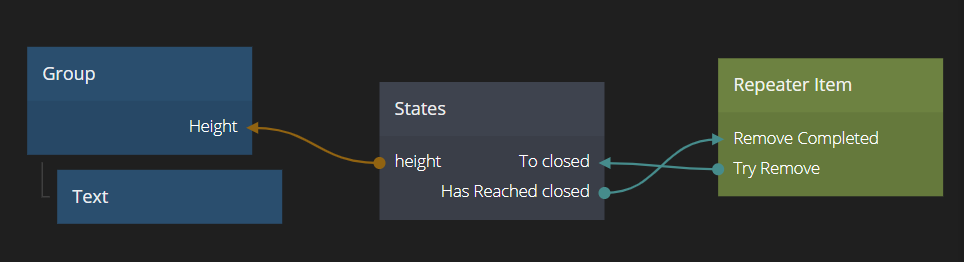 Group
Height
Text
States
height
To closed
Has Reached closed
Repeater Item
Remove Completed
Try Remove